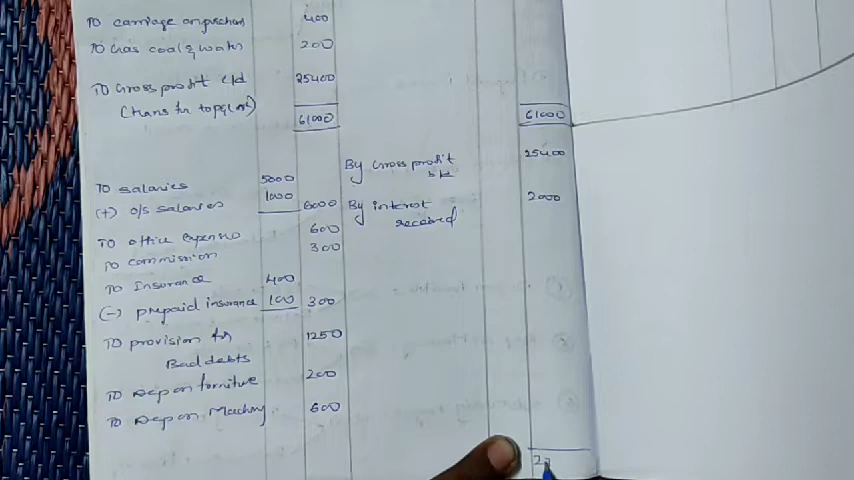 To carriage on purchases 400
To Gas coal & water 200
To Gross profit c/d 25400
(transfer to p&l a/c)
61000 61000
By Gross profit 25400
b/d
To salaries 5000
(+) o/s salaries 1000 6000 By interest 2000
received
To office expenses 600
To commission 300
To Insurance 400
(-) prepaid insurance 100 300
To provision for 1250
Bad debts
To Dep on furniture 200
To Dep on Machinery 600